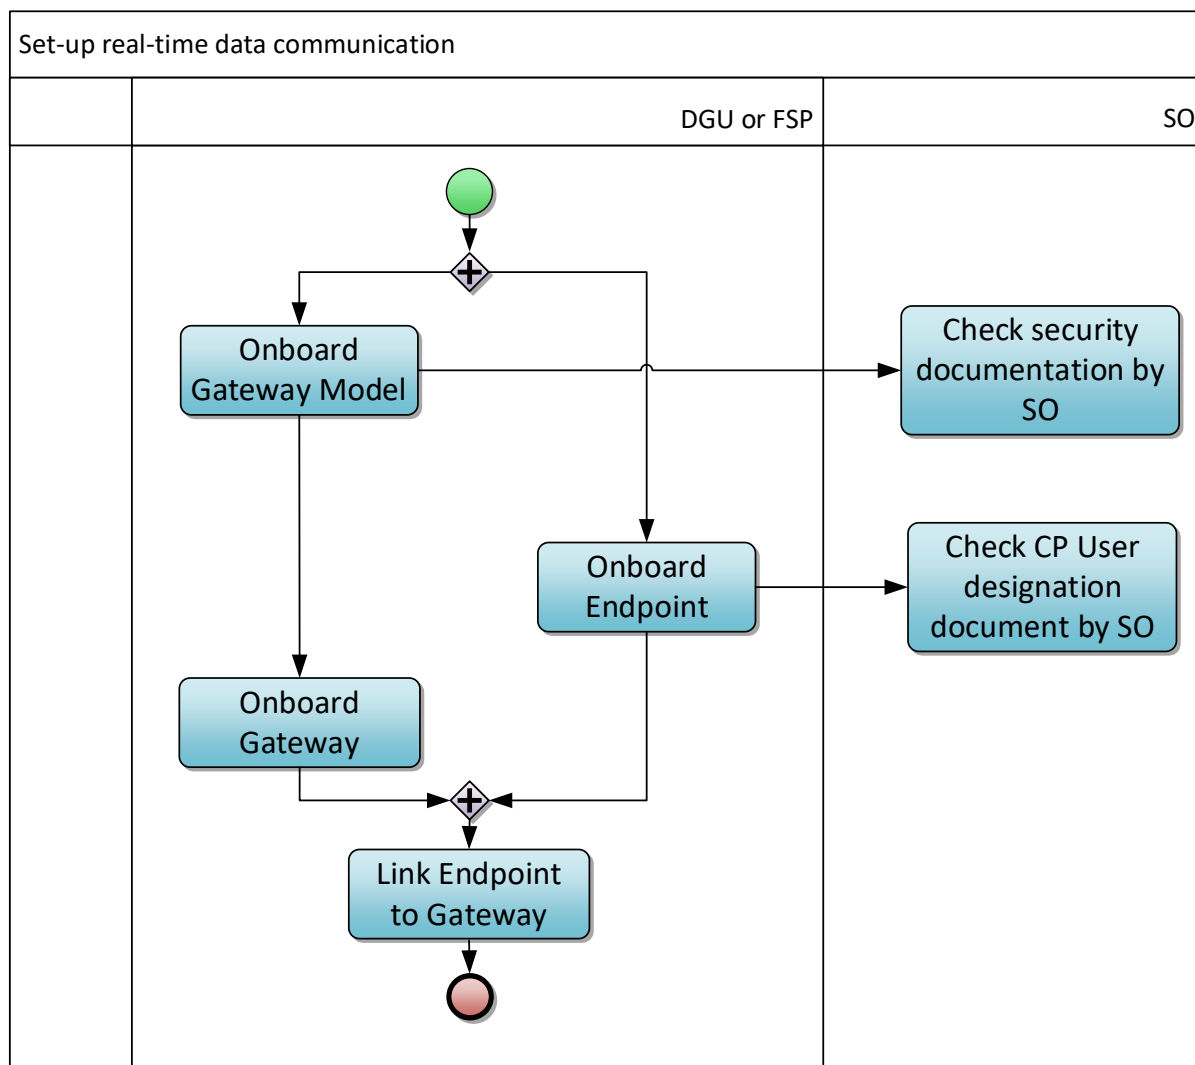 Set-up real-time data communication
DGU or FSP
SO
Onboard
Gateway Model
Check security
documentation by
SO
Onboard
Endpoint
Check CP User
designation
document by SO
Onboard
Gateway
Link Endpoint
to Gateway